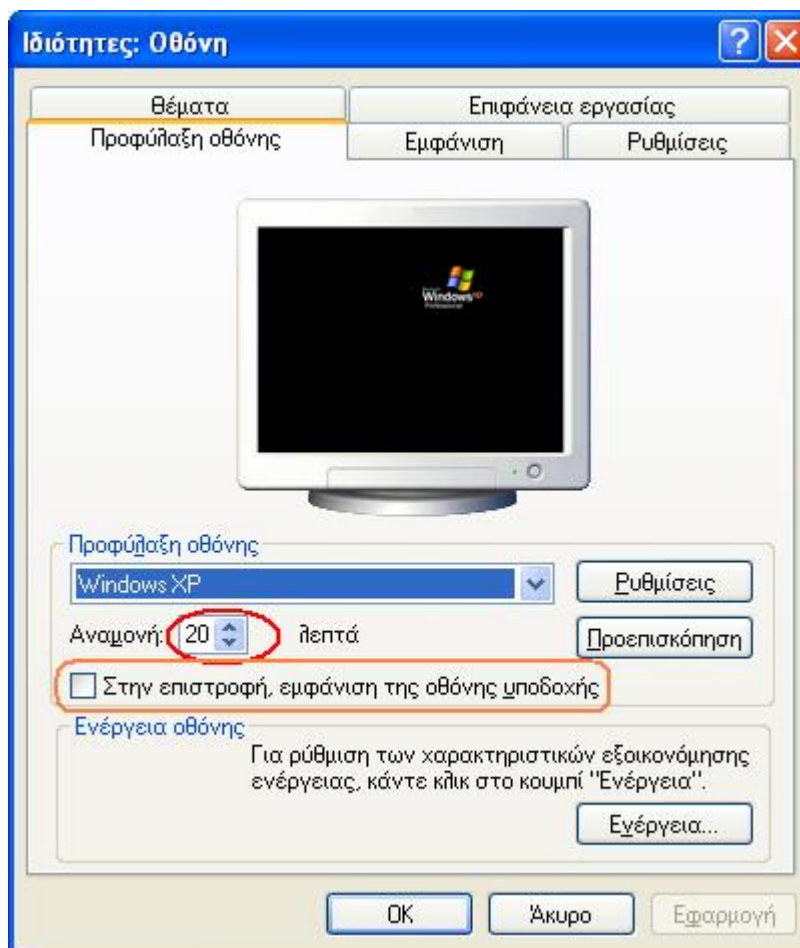 Ιδιότητες: Οθόνη
Θέματα Επιφάνεια εργασίας
Προφύλαξη οθόνης Εμφάνιση Ρυθμίσεις
Windows xp
Professional
Προφύλαξη οθόνης
Windows XP
Ρυθμίσεις
Αναμονή: 20 λεπτά
Προεπισκόπηση
Στην επιστροφή, εμφάνιση της οθόνης υποδοχής
Ενέργεια οθόνης
Για ρύθμιση των χαρακτηριστικών εξοικονόμησης
ενέργειας, κάντε κλικ στο κουμπί "Ενέργεια".
Ενέργεια...
OK Άκυρο Εφαρμογή